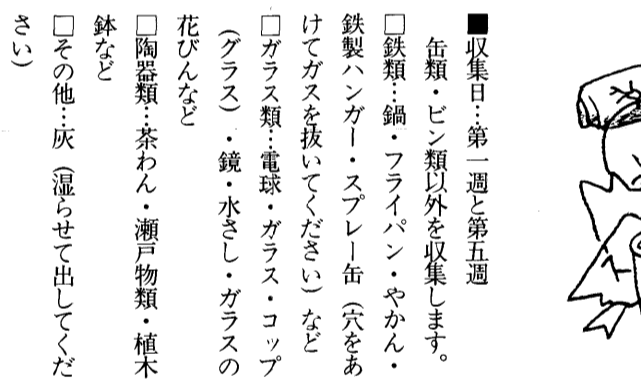 ■収集日…第一週と第五週
缶類・ビン類以外を収集します。
□鉄類…鍋・フライパン・やかん・
鉄製ハンガー・スプレー缶（穴をあ
けてガスを抜いてください）など
□ガラス類…電球・ガラス・コップ
（グラス）・鏡・水さし・ガラスの
花びんなど
□陶器類…茶わん・瀬戸物類・植木
鉢など
□その他…灰（湿らせて出してくだ
さい）